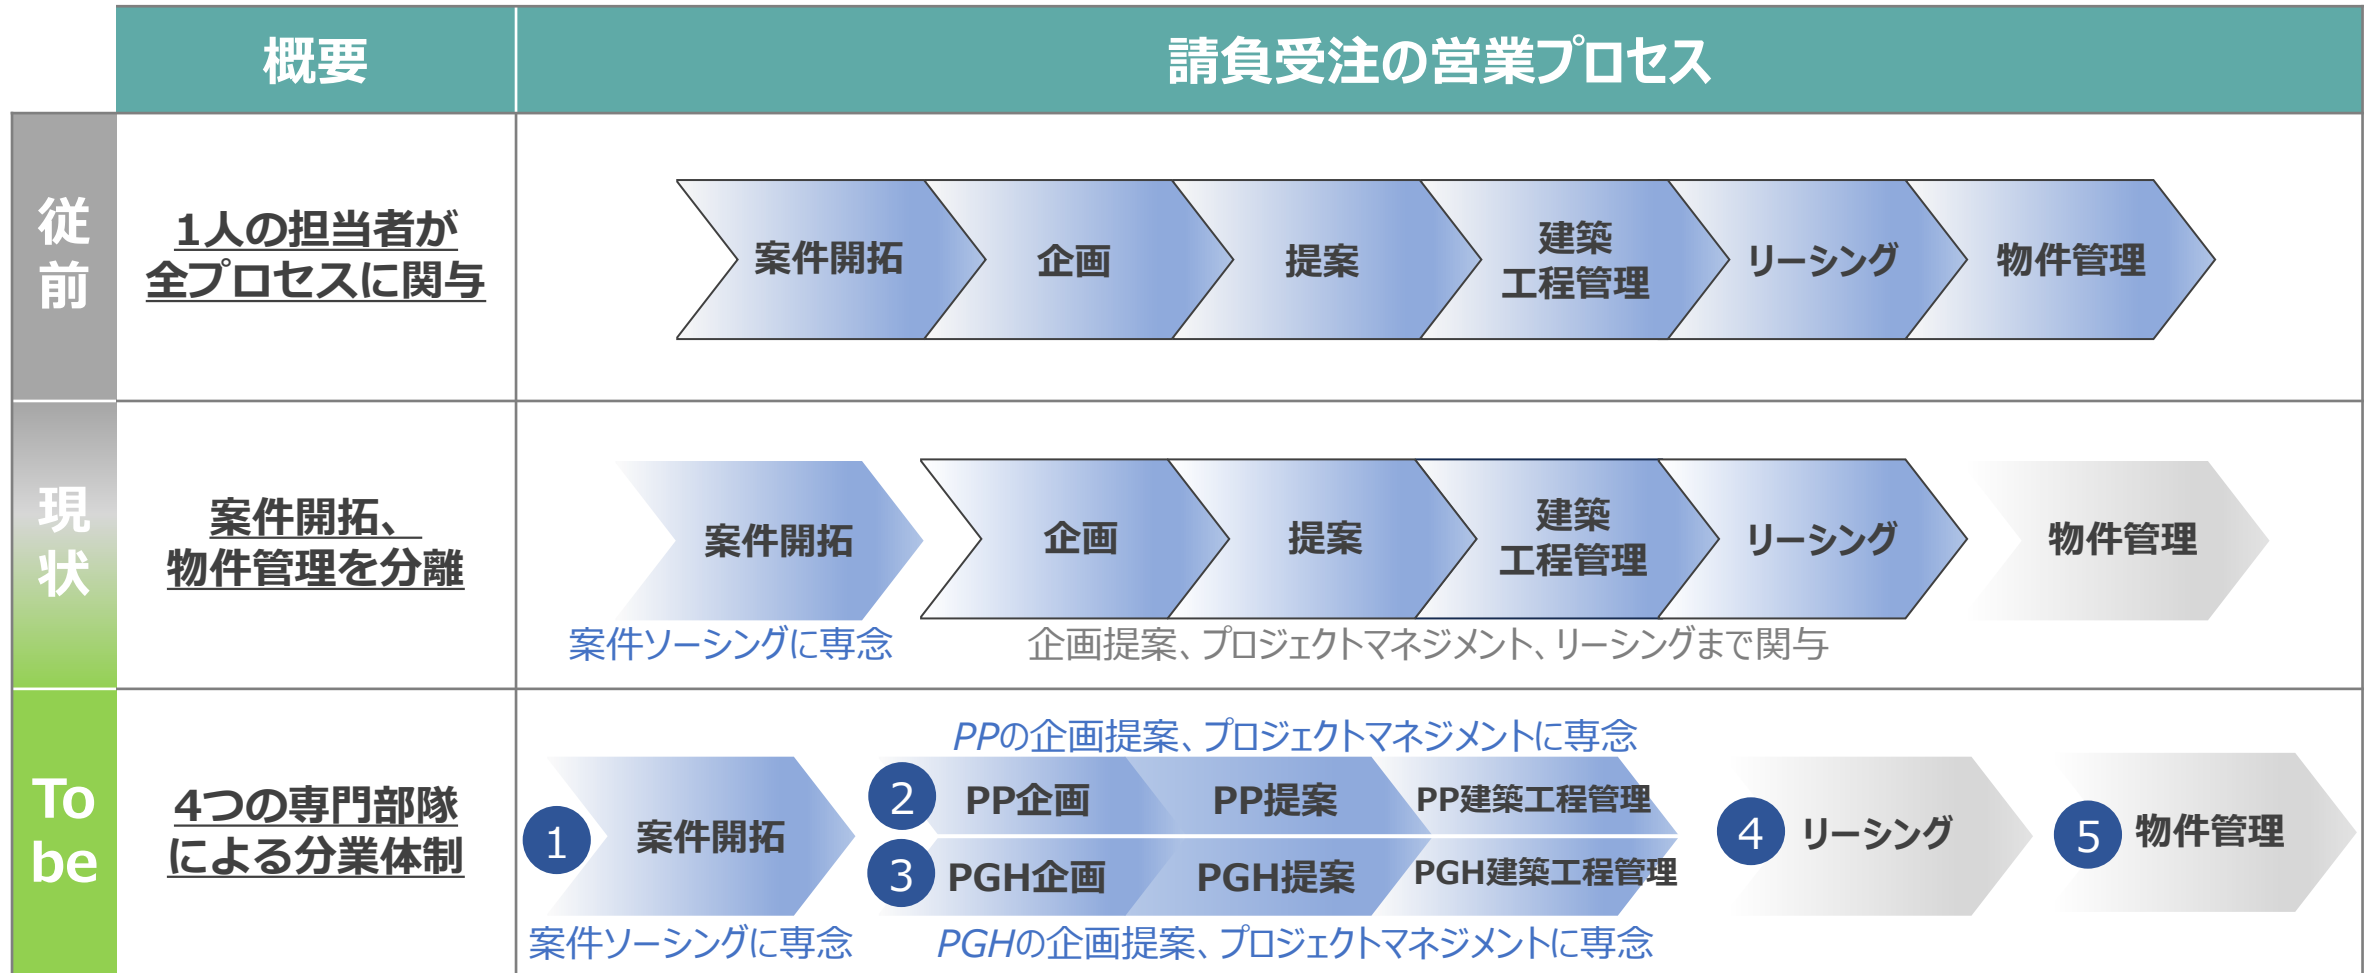 概要
請負受注の営業プロセス
従前
1人の担当者が
全プロセスに関与
案件開拓
企画
提案
建築
工程管理
リーシング
物件管理
現状
案件開拓、
物件管理を分離
案件開拓
企画
提案
建築
工程管理
リーシング
物件管理
案件ソーシングに専念
企画提案、プロジェクトマネジメント、リーシングまで関与
To
be
4つの専門部隊
による分業体制
1
案件開拓
案件ソーシングに専念
PPの企画提案、プロジェクトマネジメントに専念
2
PP企画
PP提案
PP建築工程管理
3
PGH企画
PGH提案
PGH建築工程管理
PGHの企画提案、プロジェクトマネジメントに専念
4
リーシング
5
物件管理